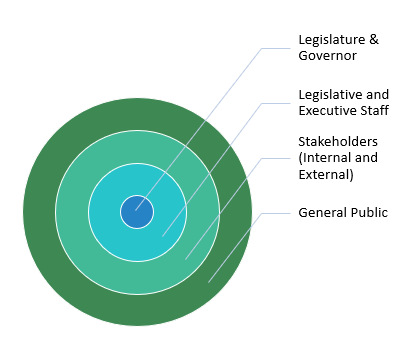 Legislature &
Governor
Legislative and
Executive Staff
Stakeholders
(Internal and
External)
General Public